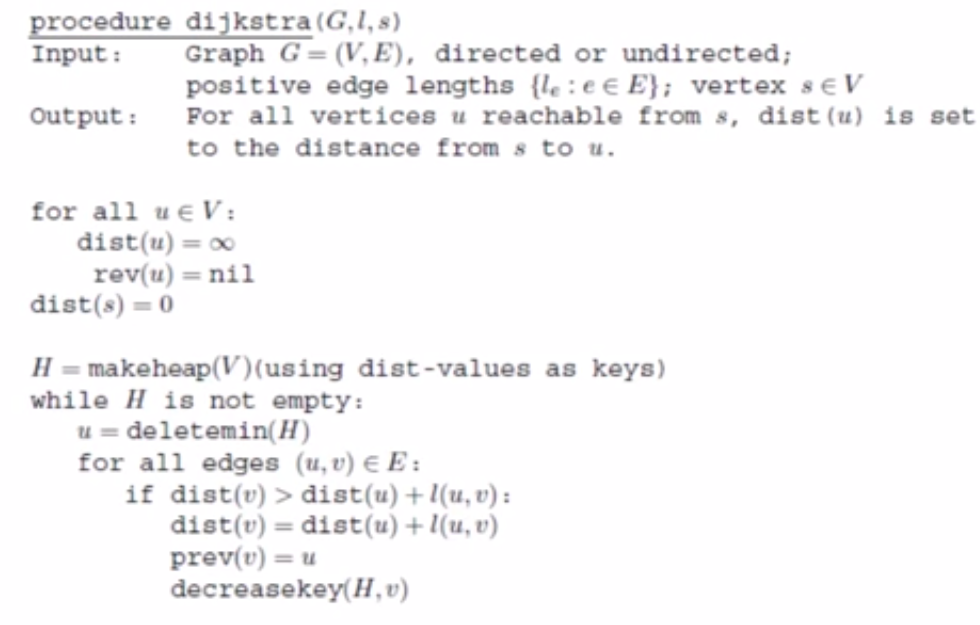 procedure dijkstra(G,l,s)
Input: Graph G = (V,E), directed or undirected;
positive edge lengths {lₑ : e ∈ E}; vertex s ∈ V
Output: For all vertices u reachable from s, dist(u) is set
to the distance from s to u.
for all u ∈ V:
dist(u) = ∞
rev(u) = nil
dist(s) = 0
H = makeheap(V)(using dist-values as keys)
while H is not empty:
u = deletemin(H)
for all edges (u,v) ∈ E:
if dist(v) > dist(u) + l(u,v):
dist(v) = dist(u) + l(u,v)
prev(v) = u
decreasekey(H,v)